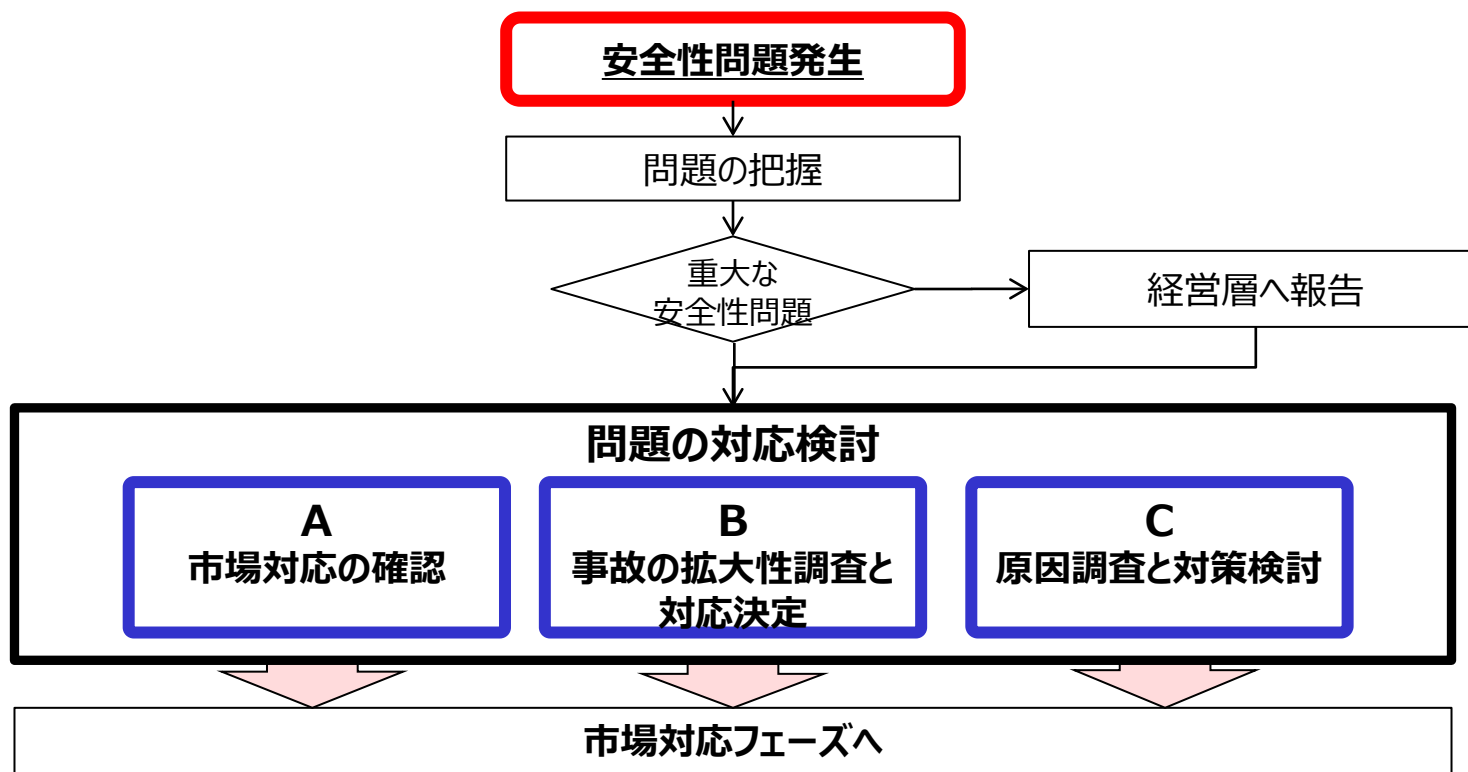 安全性問題発生
問題の把握
重大な
安全性問題
経営層へ報告
問題の対応検討
A
市場対応の確認
B
事故の拡大性調査と
対応決定
C
原因調査と対策検討
市場対応フェーズへ